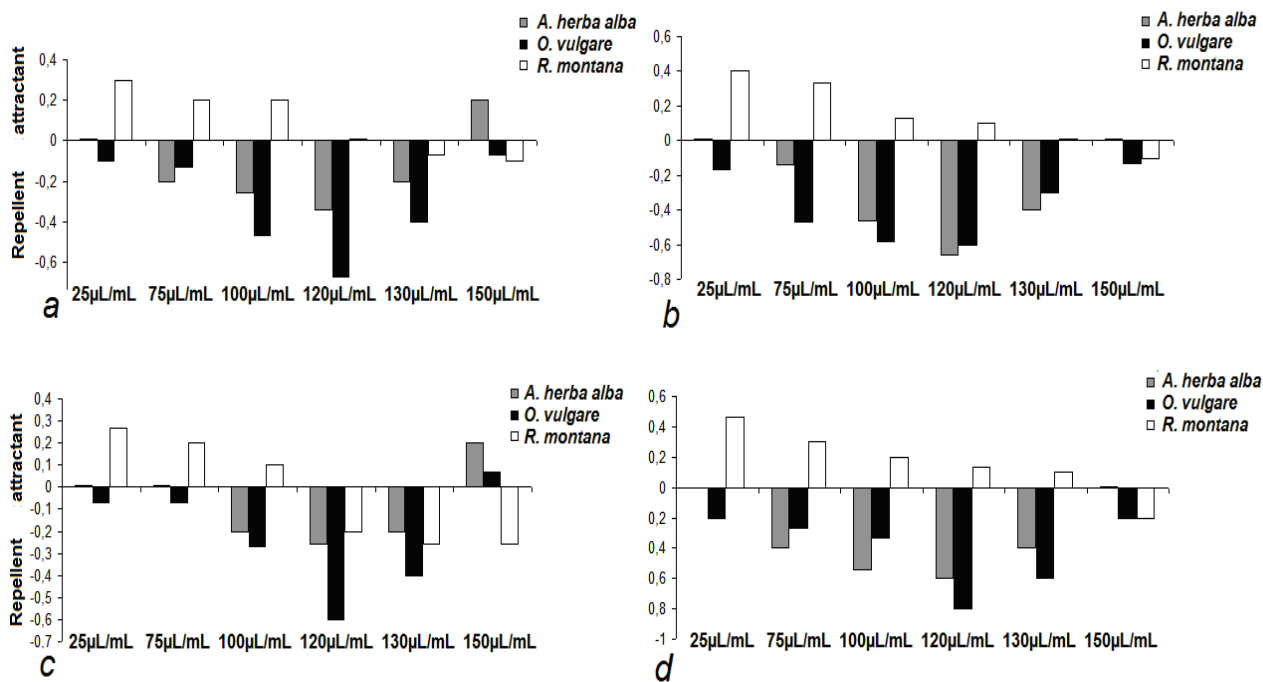 A. herba alba
O. vulgare
R. montana
attractant
Repellent
0,4
0,2
0
-0,2
-0,4
-0,6
25µL/mL 75µL/mL 100µL/mL 120µL/mL 130µL/mL 150µL/mL
a
A. herba alba
O. vulgare
R. montana
0,6
0,4
0,2
0
-0,2
-0,4
-0,6
-0,8
25µL/mL 75µL/mL 100µL/mL 120µL/mL 130µL/mL 150µL/mL
b
A. herba alba
O. vulgare
R. montana
attractant
Repellent
0,4
0,3
0,2
0,1
0
-0,1
-0,2
-0,3
-0,4
-0,5
-0,6
-0,7
25µL/mL 75µL/mL 100µL/mL 120µL/mL 130µL/mL 150µL/mL
c
A. herba alba
O. vulgare
R. montana
0,6
0,4
0,2
0
0,2
0,4
0,6
0,8
-1
25µL/mL 75µL/mL 100µL/mL 120µL/mL 130µL/mL 150µL/mL
d